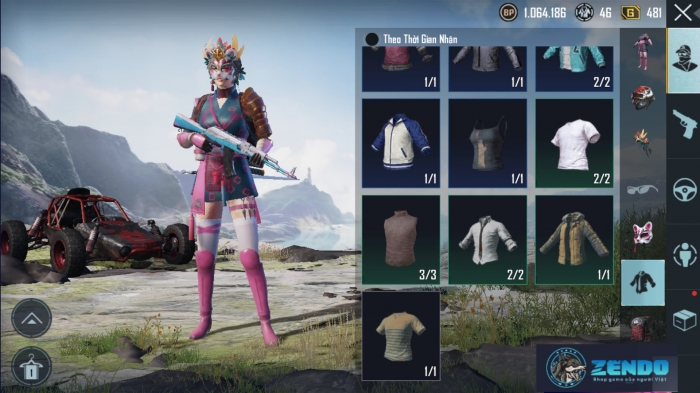 BP 1.064.186 46 G 481
Theo Thời Gian Nhận
1/1 1/1 2/2
1/1 1/1 2/2
3/3 2/2 1/1
1/1
ZENDO
Shop game của người Việt